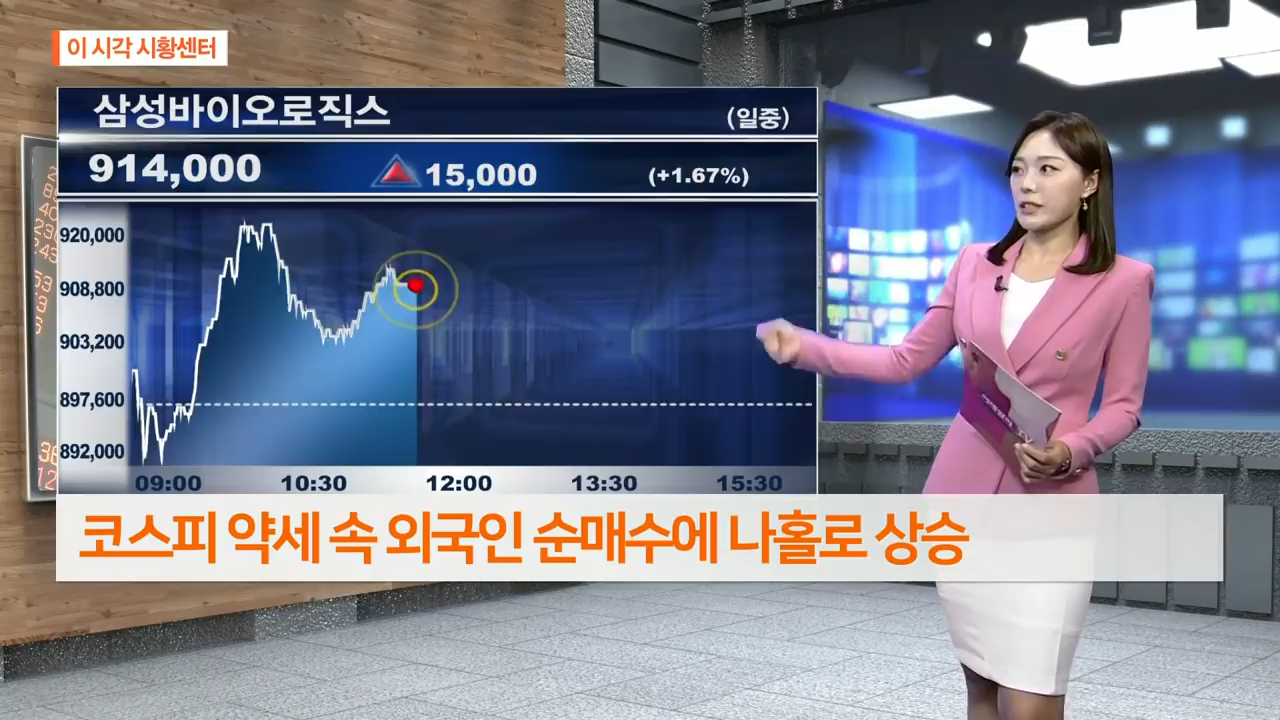 이 시각 시황센터
삼성바이오로직스 (일중)
914,000 ▲ 15,000 (+1.67%)
920,000
908,800
903,200
897,600
892,000
09:00 10:30 12:00 13:30 15:30
코스피 약세 속 외국인 순매수에 나홀로 상승